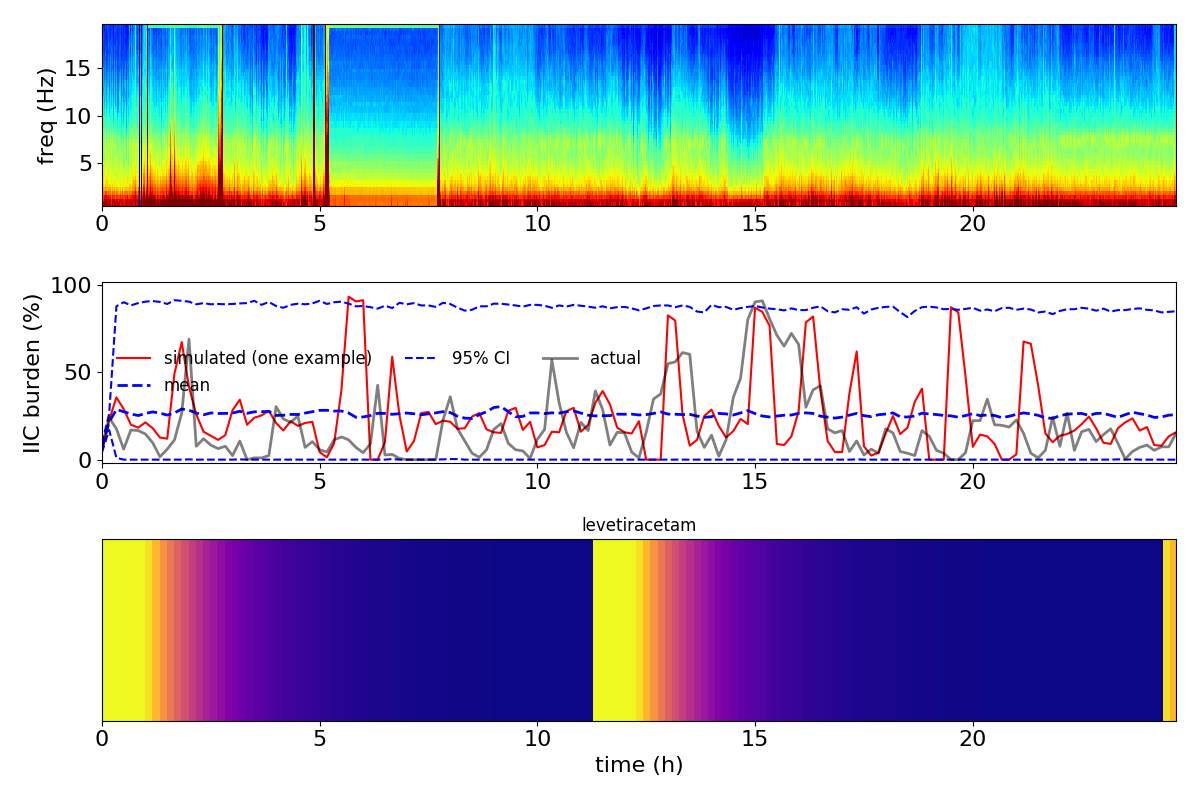 freq (Hz)
15
10
5
0 5 10 15 20
IIC burden (%)
100
50
0
simulated (one example) 95% CI actual
mean
0 5 10 15 20
levetiracetam
0 5 10 15 20
time (h)